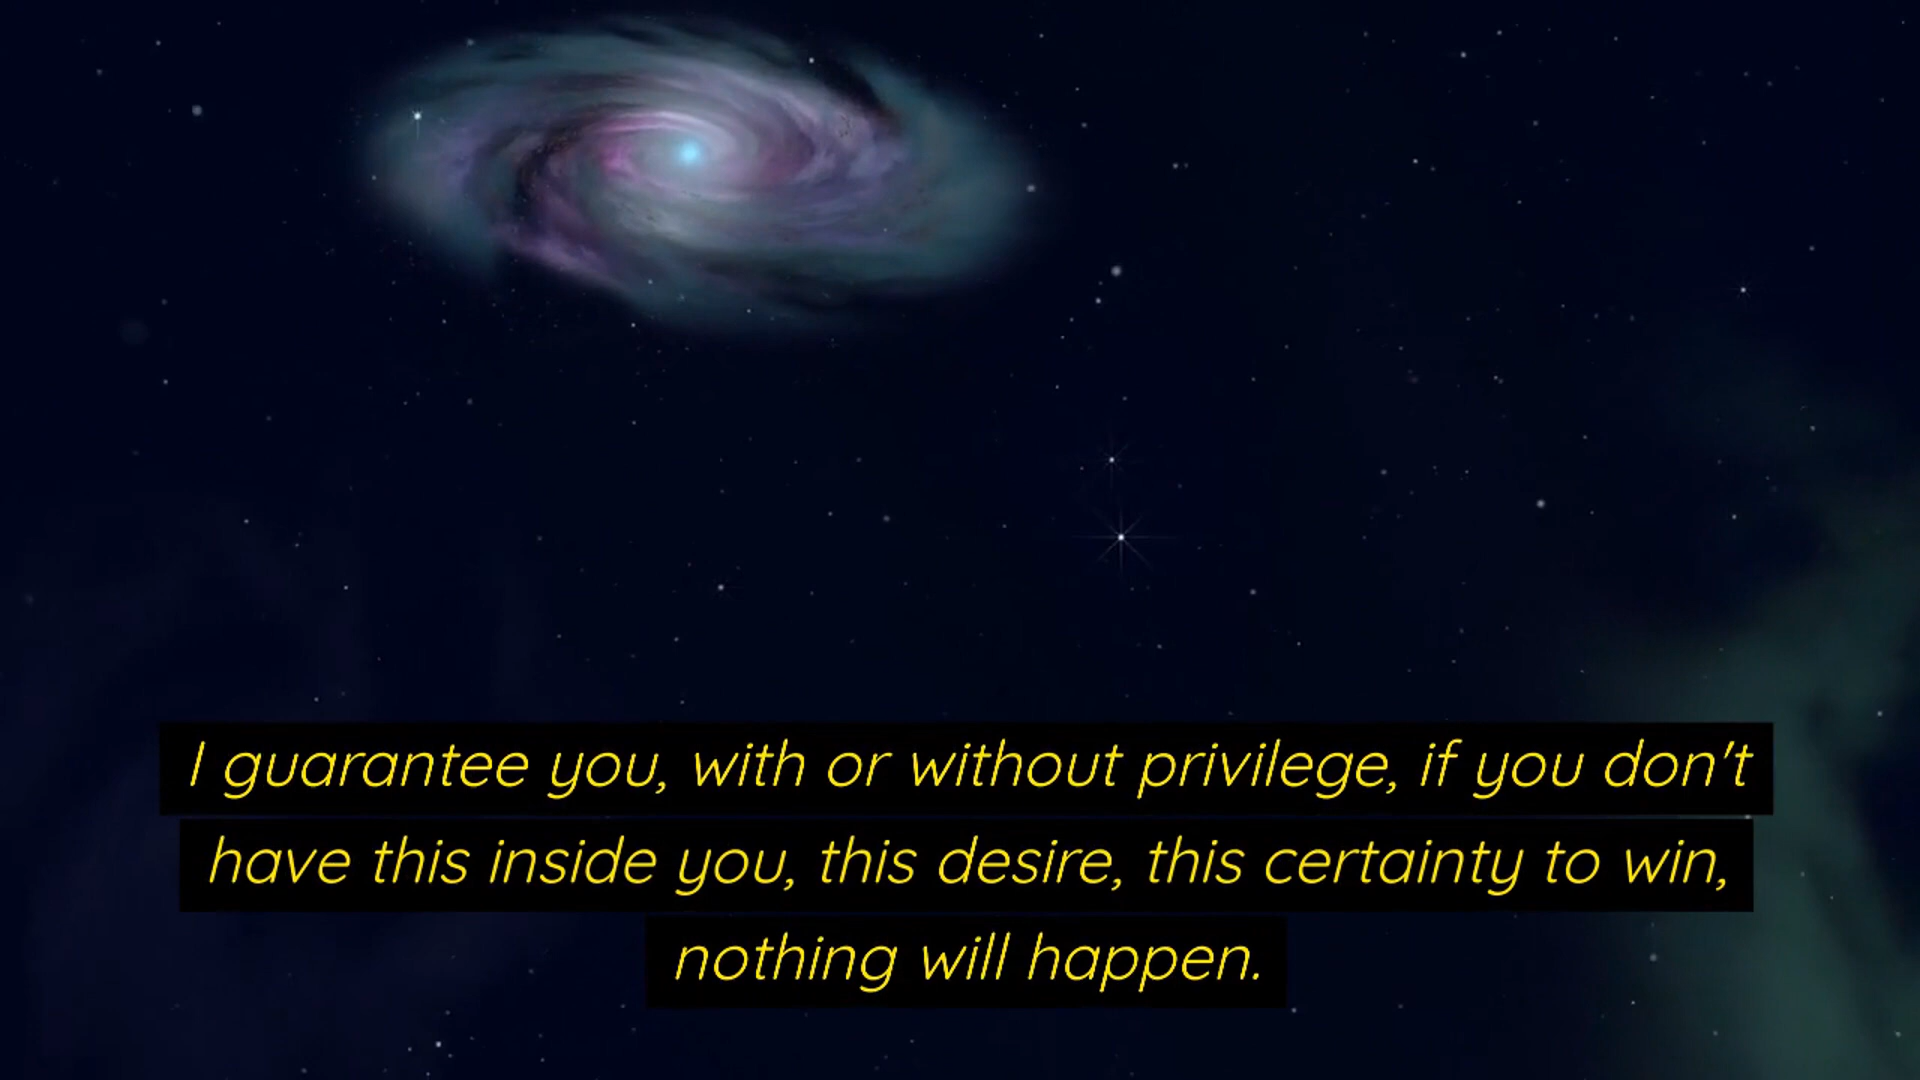 I guarantee you, with or without privilege, if you don't
have this inside you, this desire, this certainty to win,
nothing will happen.